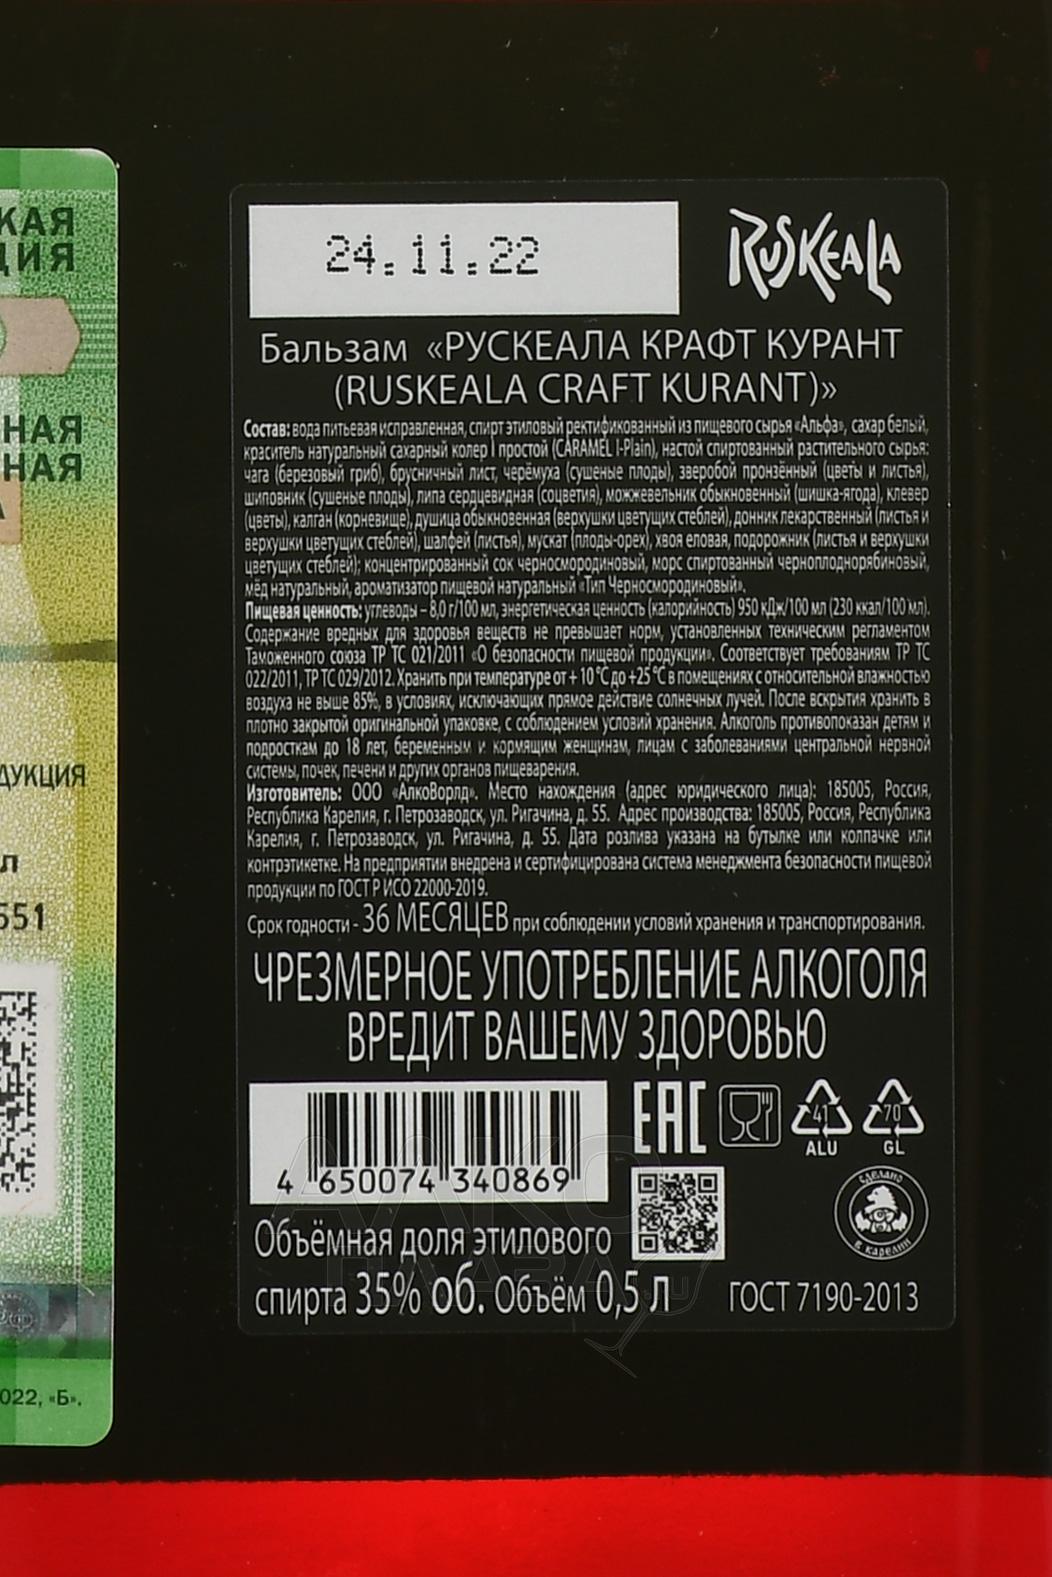 КАЯ
ЦИЯ
НАЯ
НАЯ
А
ДУКЦИЯ
л
551
022, «Б».
24.11.22
RUSKEALA
Бальзам «РУСКЕАЛА КРАФТ КУРАНТ
(RUSKEALA CRAFT KURANT)»
Состав: вода питьевая исправленная, спирт этиловый ректификованный из пищевого сырья «Альфа», сахар белый,
краситель натуральный сахарный колер I простой (CARAMEL I-Plain), настой спиртованный растительного сырья:
чага (березовый гриб), брусничный лист, черёмуха (сушеные плоды), зверобой пронзённый (цветы и листья),
шиповник (сушеные плоды), липа сердцевидная (соцветия), можжевельник обыкновенный (шишка-ягода), клевер
(цветы), калган (корневище), душица обыкновенная (верхушки цветущих стеблей), донник лекарственный (листья и
верхушки цветущих стеблей), шалфей (листья), мускат (плоды-орех), хвоя еловая, подорожник (листья и верхушки
цветущих стеблей); концентрированный сок черносмородиновый, морс спиртованный черноплоднорябиновый,
мёд натуральный, ароматизатор пищевой натуральный «Тип Черносмородиновый».
Пищевая ценность: углеводы – 8,0 г/100 мл, энергетическая ценность (калорийность) 950 кДж/100 мл (230 ккал/100 мл).
Содержание вредных для здоровья веществ не превышает норм, установленных техническим регламентом
Таможенного союза ТР ТС 021/2011 «О безопасности пищевой продукции». Соответствует требованиям ТР ТС
022/2011, ТР ТС 029/2012. Хранить при температуре от + 10 °С до +25 °С в помещениях с относительной влажностью
воздуха не выше 85%, в условиях, исключающих прямое действие солнечных лучей. После вскрытия хранить в
плотно закрытой оригинальной упаковке, с соблюдением условий хранения. Алкоголь противопоказан детям и
подросткам до 18 лет, беременным и кормящим женщинам, лицам с заболеваниями центральной нервной
системы, почек, печени и других органов пищеварения.
Изготовитель: ООО «АлкоВорлд». Место нахождения (адрес юридического лица): 185005, Россия,
Республика Карелия, г. Петрозаводск, ул. Ригачина, д. 55. Адрес производства: 185005, Россия, Республика
Карелия, г. Петрозаводск, ул. Ригачина, д. 55. Дата розлива указана на бутылке или колпачке или
контрэтикетке. На предприятии внедрена и сертифицирована система менеджмента безопасности пищевой
продукции по ГОСТ Р ИСО 22000-2019.
Срок годности - 36 МЕСЯЦЕВ при соблюдении условий хранения и транспортирования.
ЧРЕЗМЕРНОЕ УПОТРЕБЛЕНИЕ АЛКОГОЛЯ
ВРЕДИТ ВАШЕМУ ЗДОРОВЬЮ
EAC
41
ALU
70
GL
4 650074 340869
СДЕЛАНО
В КАРЕЛИИ
Объёмная доля этилового
спирта 35% об. Объём 0,5 л
ГОСТ 7190-2013
АЛКО
ПЛАЗА.ru